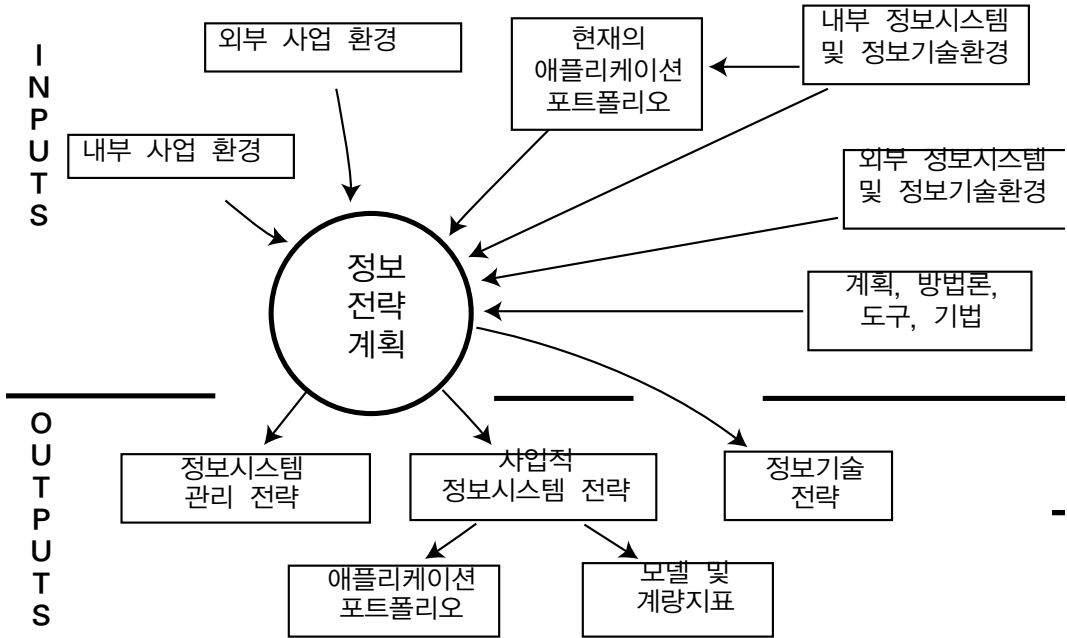 INPUTS
외부 사업 환경
현재의
애플리케이션
포트폴리오
내부 정보시스템
및 정보기술환경
내부 사업 환경
외부 정보시스템
및 정보기술환경
정보
전략
계획
계획, 방법론,
도구, 기법
OUTPUTS
정보시스템
관리 전략
사업적
정보시스템 전략
정보기술
전략
애플리케이션
포트폴리오
모델 및
계량지표